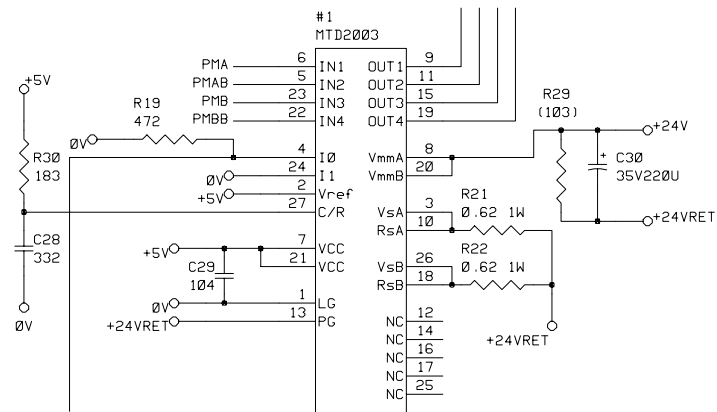 #1
MTD2003
PMA 6 IN1 OUT1 9
PMAB 5 IN2 OUT2 11
PMB 23 IN3 OUT3 15
PMBB 22 IN4 OUT4 19
+5V
R19
472
0V
4 I0 VmmA 8
R30
183
0V 24 I1 VmmB 20
+5V 2 Vref
27 C/R VsA 3
RsA 10
R21
0.62 1W
R29
(103)
+24V
+
C30
35V220U
+24VRET
C28
332
0V
+5V 7 VCC
21 VCC
C29
104
VsB 26
RsB 18
R22
0.62 1W
0V 1 LG
+24VRET 13 PG
+24VRET
NC 12
NC 14
NC 16
NC 17
NC 25